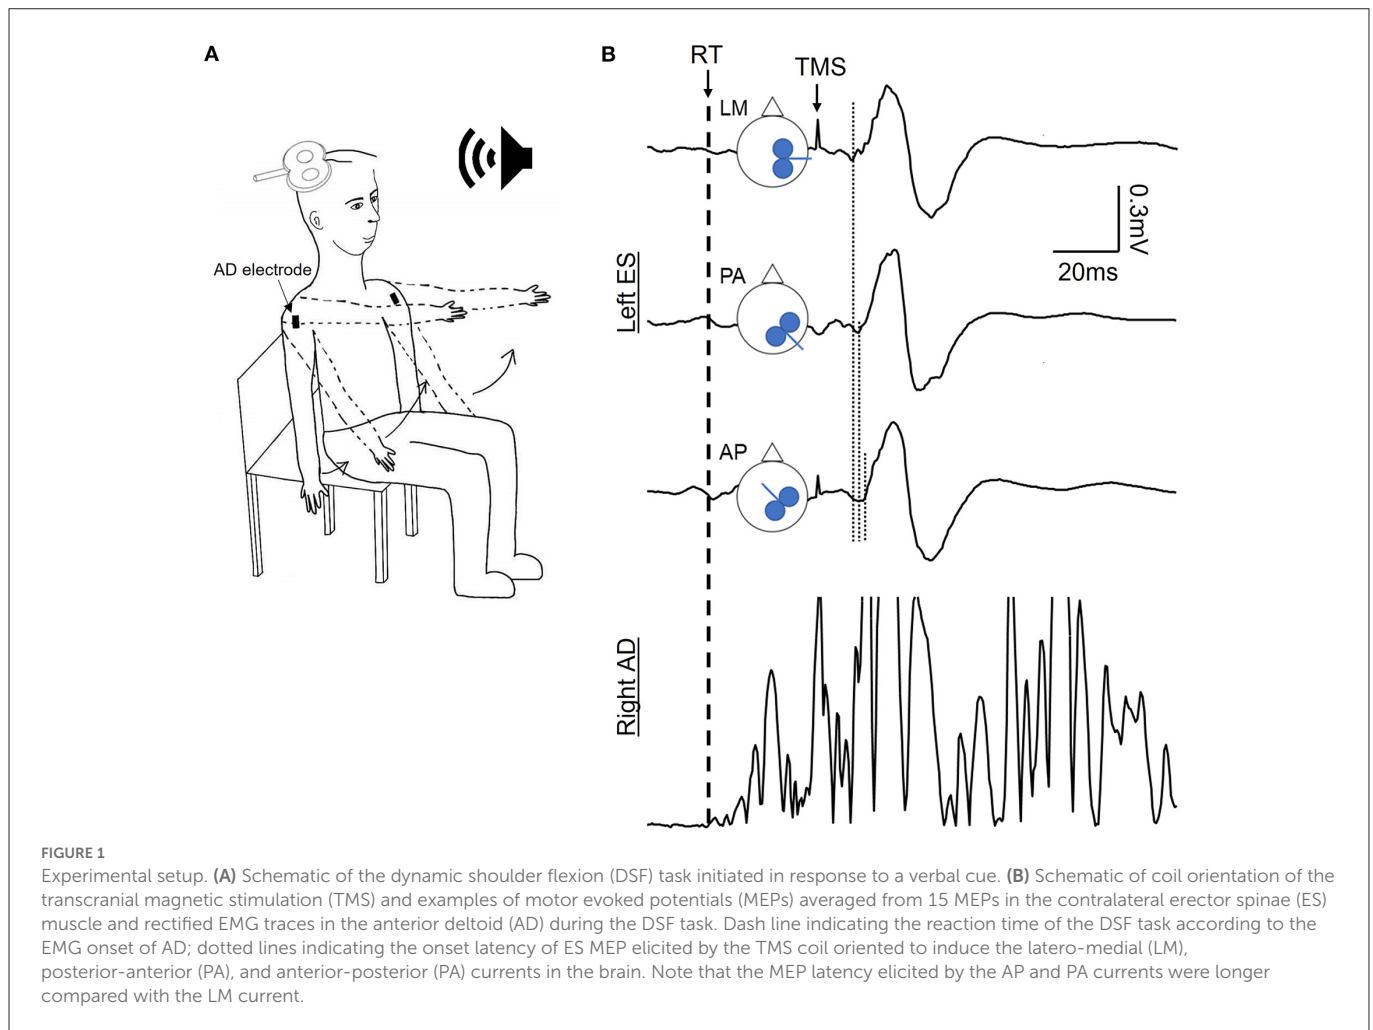 A
AD electrode
B
RT
TMS
LM
0.3mV
20ms
Left ES
PA
AP
Right AD
FIGURE 1
Experimental setup. (A) Schematic of the dynamic shoulder flexion (DSF) task initiated in response to a verbal cue. (B) Schematic of coil orientation of the
transcranial magnetic stimulation (TMS) and examples of motor evoked potentials (MEPs) averaged from 15 MEPs in the contralateral erector spinae (ES)
muscle and rectified EMG traces in the anterior deltoid (AD) during the DSF task. Dash line indicating the reaction time of the DSF task according to the
EMG onset of AD; dotted lines indicating the onset latency of ES MEP elicited by the TMS coil oriented to induce the latero-medial (LM),
posterior-anterior (PA), and anterior-posterior (PA) currents in the brain. Note that the MEP latency elicited by the AP and PA currents were longer
compared with the LM current.